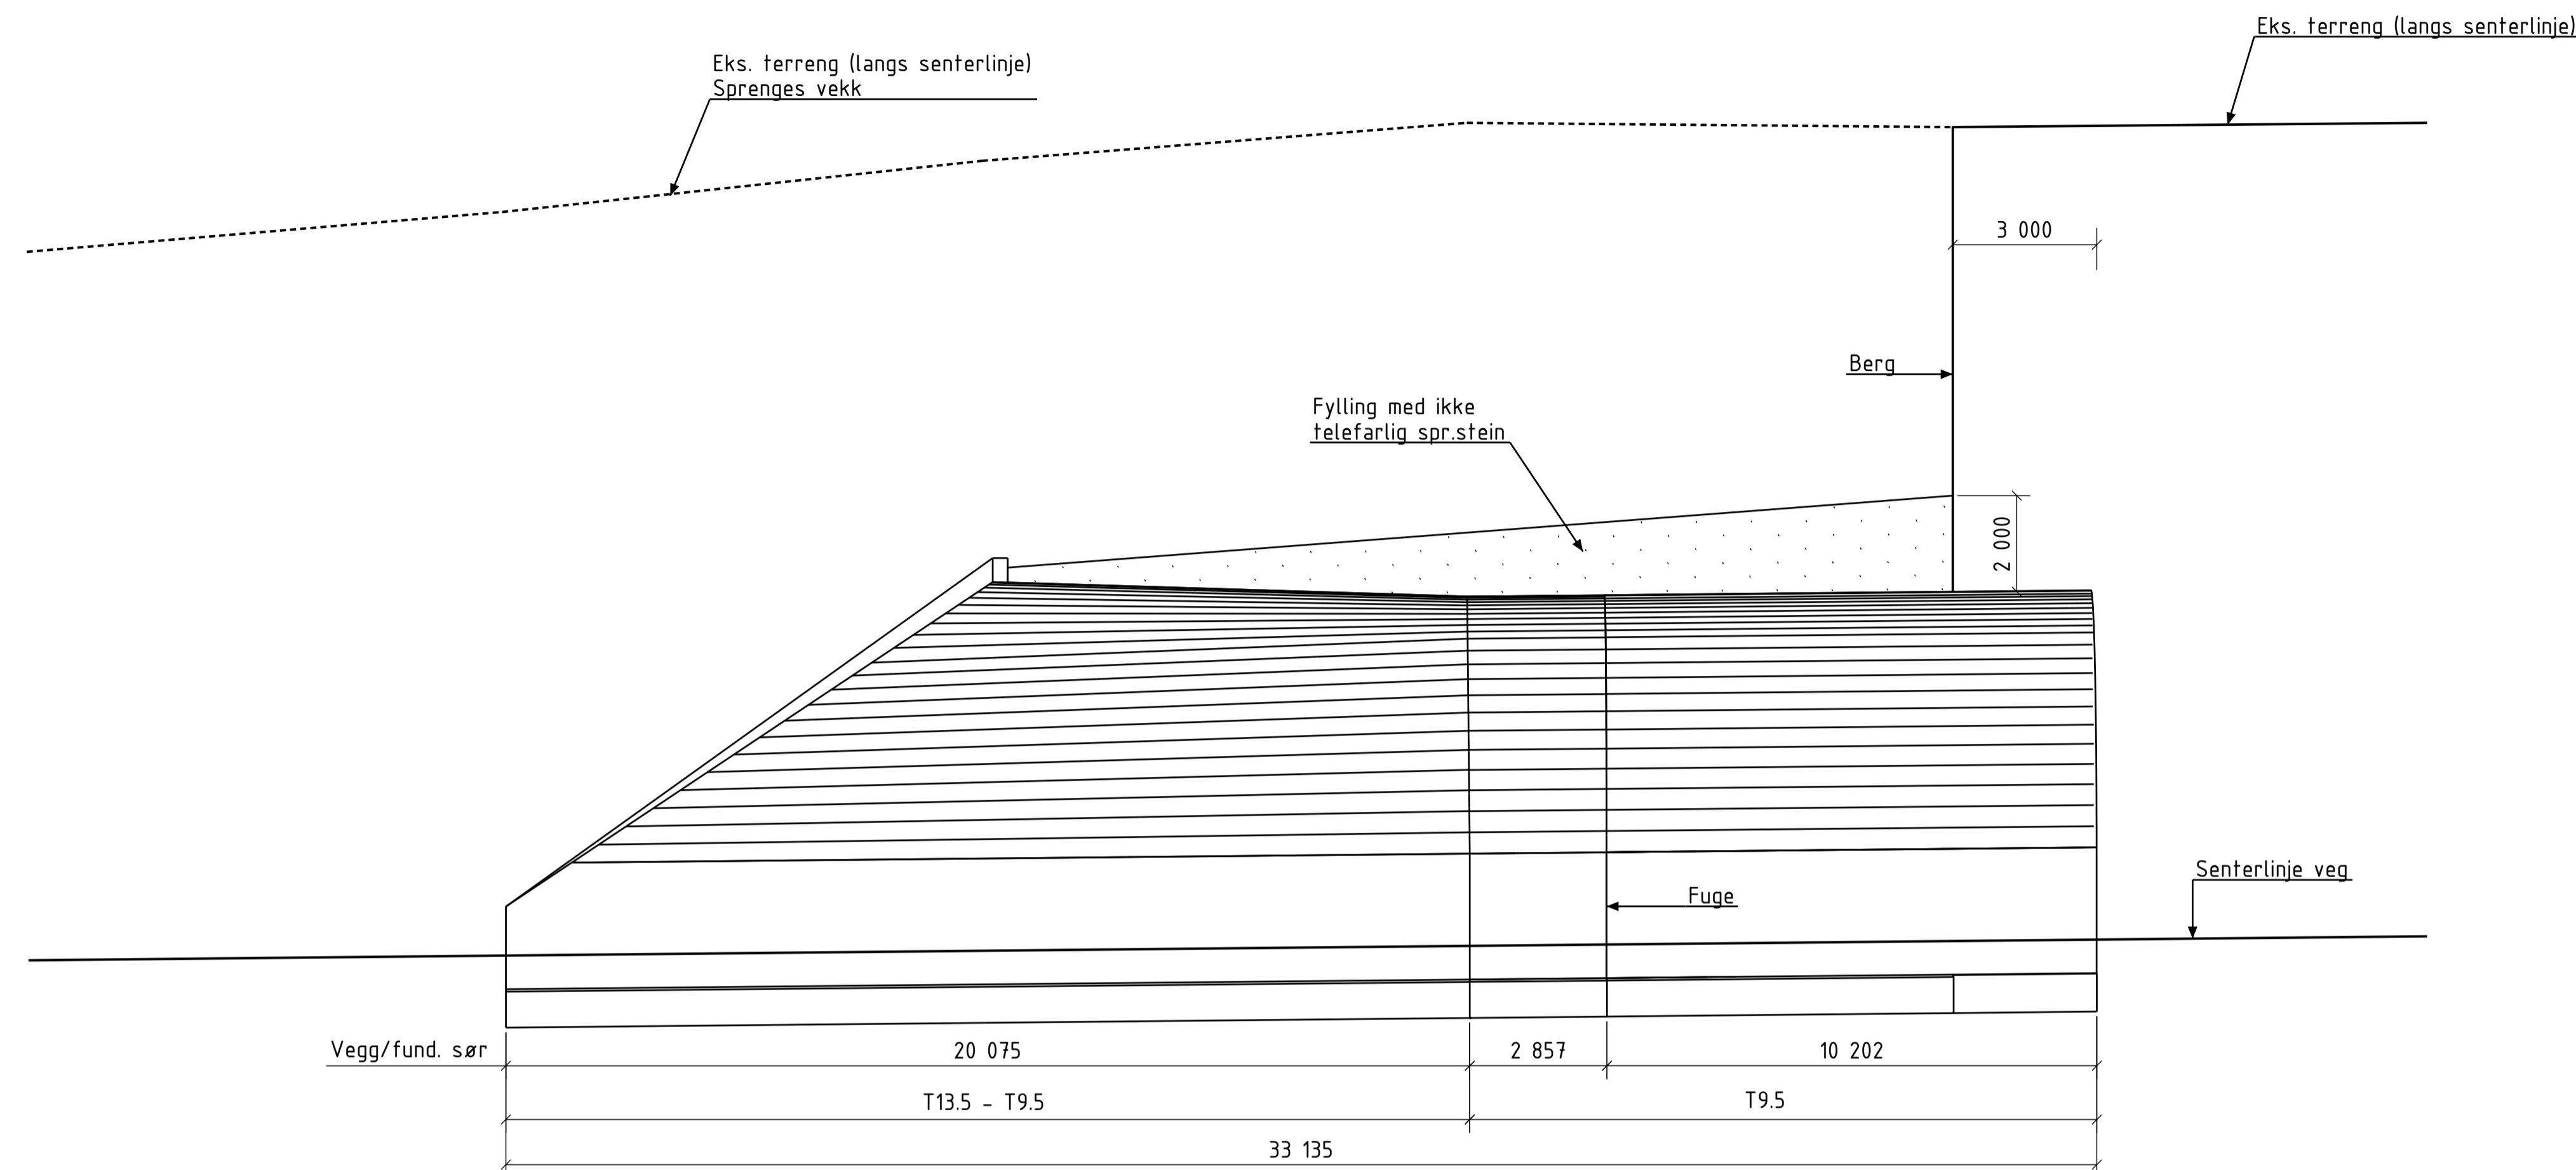 Eks. terreng (langs senterlinje)
Eks. terreng (langs senterlinje)
Sprenges vekk
3 000
Berg
Fylling med ikke
telefarlig spr.stein
2 000
Senterlinje veg
Fuge
Vegg/fund. sør
20 075
2 857
10 202
T13.5 - T9.5
T9.5
33 135